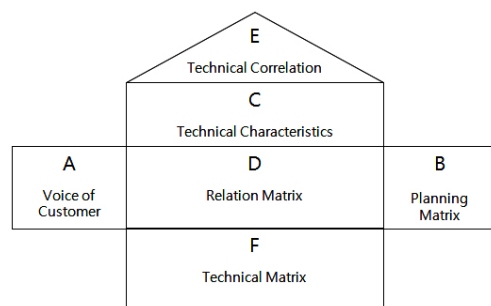 E
Technical Correlation
C
Technical Characteristics
A
Voice of
Customer
D
Relation Matrix
B
Planning
Matrix
F
Technical Matrix